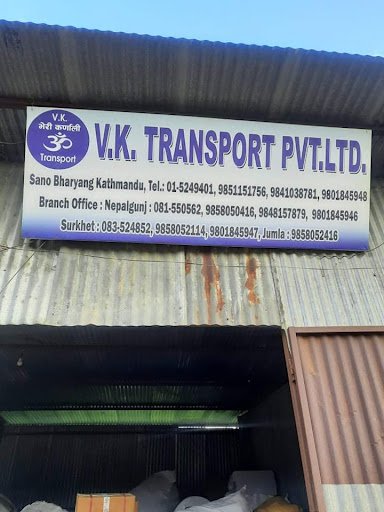 V.K.
मेरी कर्णाली
ॐ
Transport
V.K. TRANSPORT PVT.LTD.
Sano Bharyang Kathmandu, Tel.: 01-5249401, 9851151756, 9841038781, 9801845948
Branch Office : Nepalgunj : 081-550562, 9858050416, 9848157879, 9801845946
Surkhet : 083-524852, 9858052114, 9801845947, Jumla : 9858052416